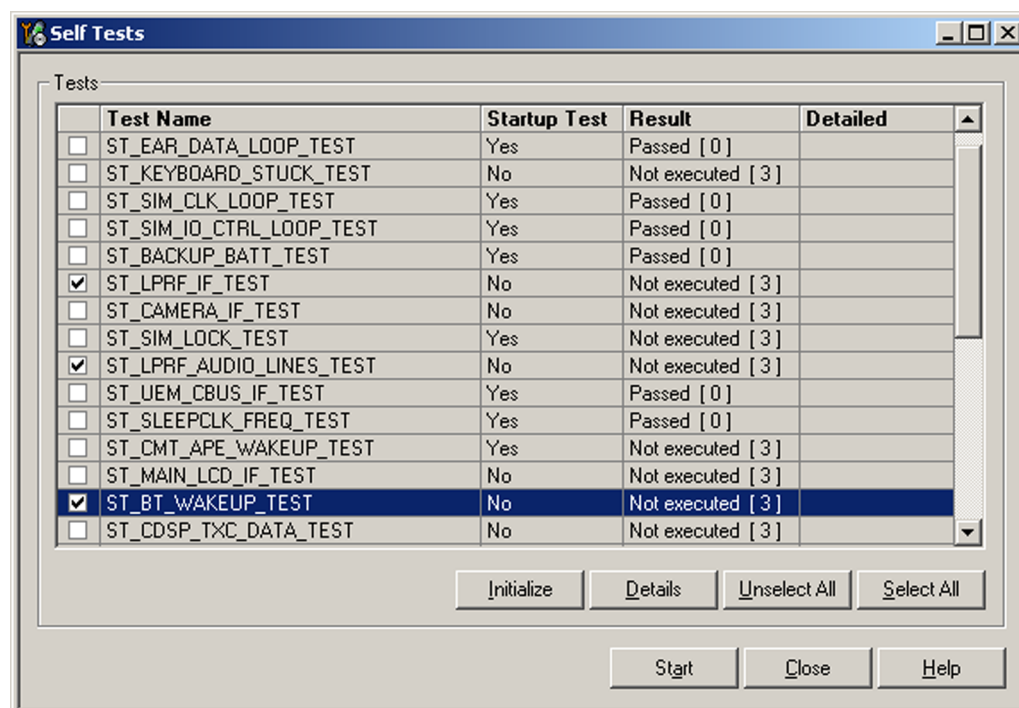 Self Tests
Tests
Test Name Startup Test Result Detailed
ST_EAR_DATA_LOOP_TEST Yes Passed [ 0 ]
ST_KEYBOARD_STUCK_TEST No Not executed [ 3 ]
ST_SIM_CLK_LOOP_TEST Yes Passed [ 0 ]
ST_SIM_IO_CTRL_LOOP_TEST Yes Passed [ 0 ]
ST_BACKUP_BATT_TEST Yes Passed [ 0 ]
ST_LPRF_IF_TEST No Not executed [ 3 ]
ST_CAMERA_IF_TEST No Not executed [ 3 ]
ST_SIM_LOCK_TEST Yes Not executed [ 3 ]
ST_LPRF_AUDIO_LINES_TEST No Not executed [ 3 ]
ST_UEM_CBUS_IF_TEST Yes Passed [ 0 ]
ST_SLEEPCLK_FREQ_TEST Yes Passed [ 0 ]
ST_CMT_APE_WAKEUP_TEST Yes Not executed [ 3 ]
ST_MAIN_LCD_IF_TEST No Not executed [ 3 ]
ST_BT_WAKEUP_TEST No Not executed [ 3 ]
ST_CDSP_TXC_DATA_TEST No Not executed [ 3 ]
Initialize Details Unselect All Select All
Start Close Help